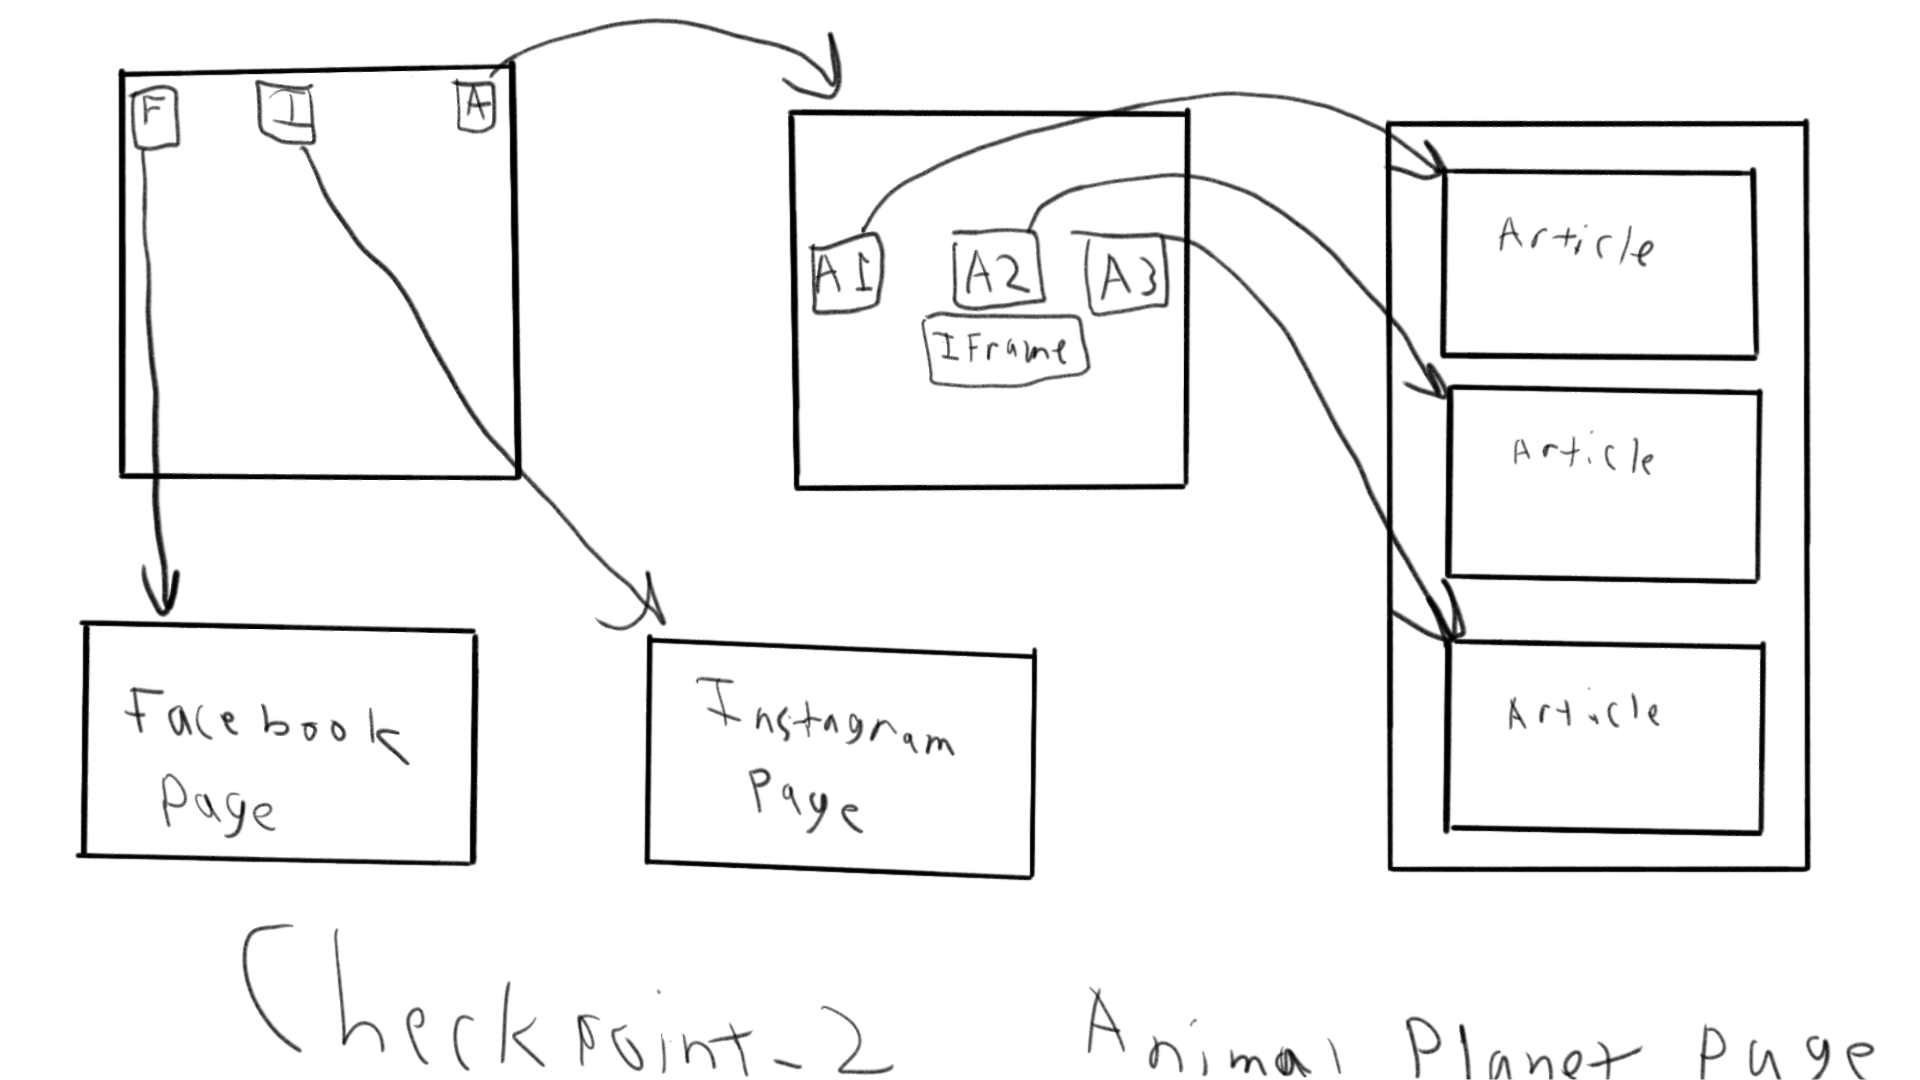 F I A
A1 A2 A3
IFrame
Article
Article
Article
Facebook
Page
Instagram
Page
Checkpoint-2 Animal Planet Page